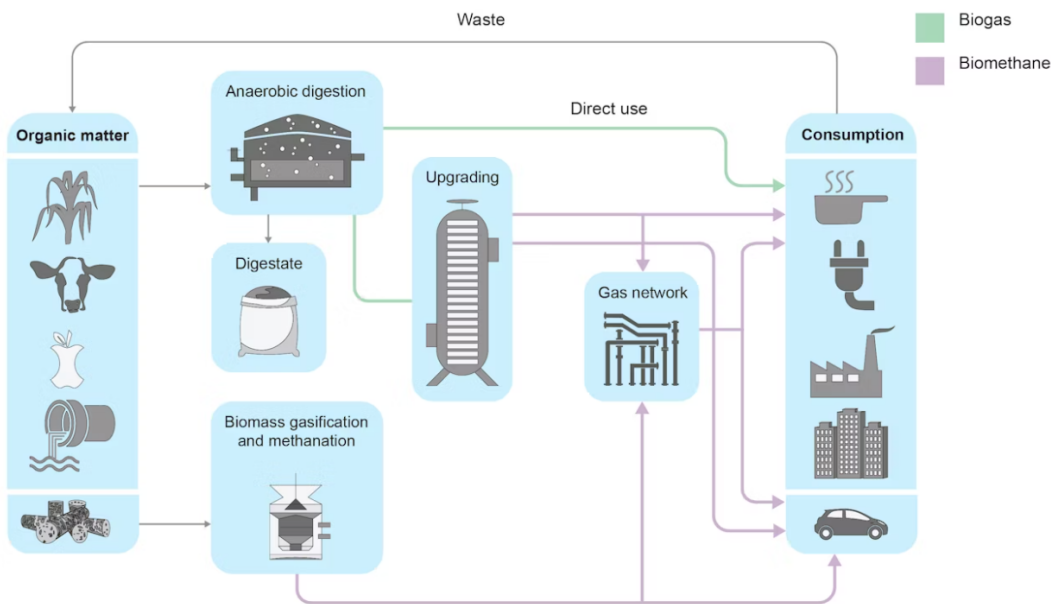 Waste
Biogas
Biomethane
Anaerobic digestion
Direct use
Organic matter
Consumption
Upgrading
Digestate
Gas network
Biomass gasification
and methanation